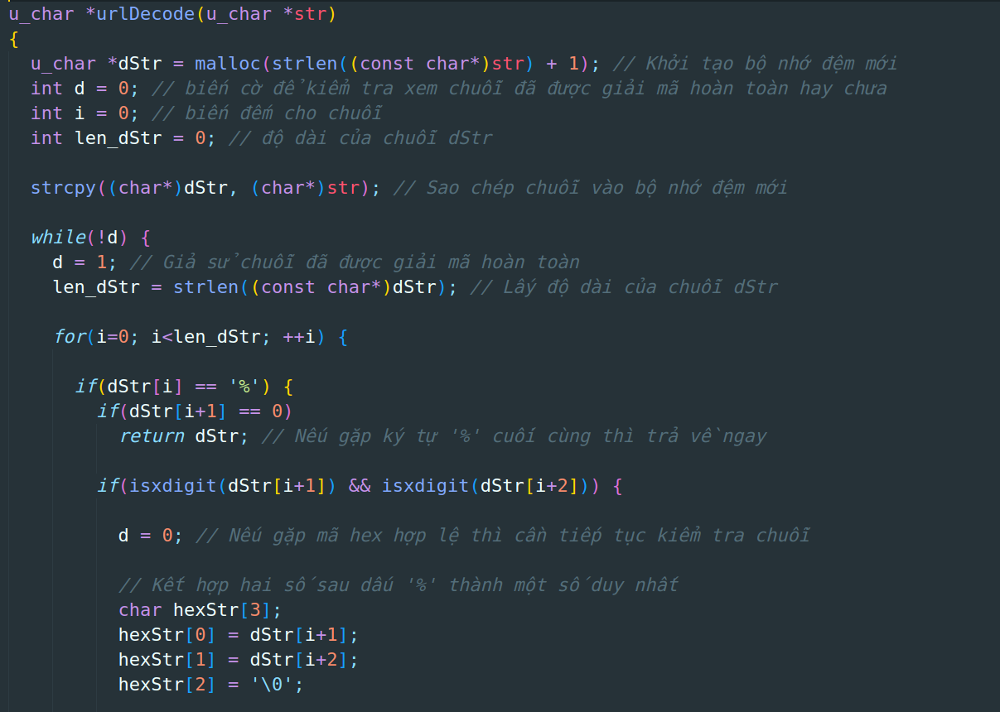 u_char *urlDecode(u_char *str)
{
  u_char *dStr = malloc(strlen((const char*)str) + 1); // Khởi tạo bộ nhớ đệm mới
  int d = 0; // biến cờ để kiểm tra xem chuỗi đã được giải mã hoàn toàn hay chưa
  int i = 0; // biến đếm cho chuỗi
  int len_dStr = 0; // độ dài của chuỗi dStr

  strcpy((char*)dStr, (char*)str); // Sao chép chuỗi vào bộ nhớ đệm mới

  while(!d) {
    d = 1; // Giả sử chuỗi đã được giải mã hoàn toàn
    len_dStr = strlen((const char*)dStr); // Lấy độ dài của chuỗi dStr

    for(i=0; i<len_dStr; ++i) {

      if(dStr[i] == '%') {
        if(dStr[i+1] == 0)
          return dStr; // Nếu gặp ký tự '%' cuối cùng thì trả về ngay

        if(isxdigit(dStr[i+1]) && isxdigit(dStr[i+2])) {

          d = 0; // Nếu gặp mã hex hợp lệ thì cần tiếp tục kiểm tra chuỗi

          // Kết hợp hai số sau dấu '%' thành một số duy nhất
          char hexStr[3];
          hexStr[0] = dStr[i+1];
          hexStr[1] = dStr[i+2];
          hexStr[2] = '\0';